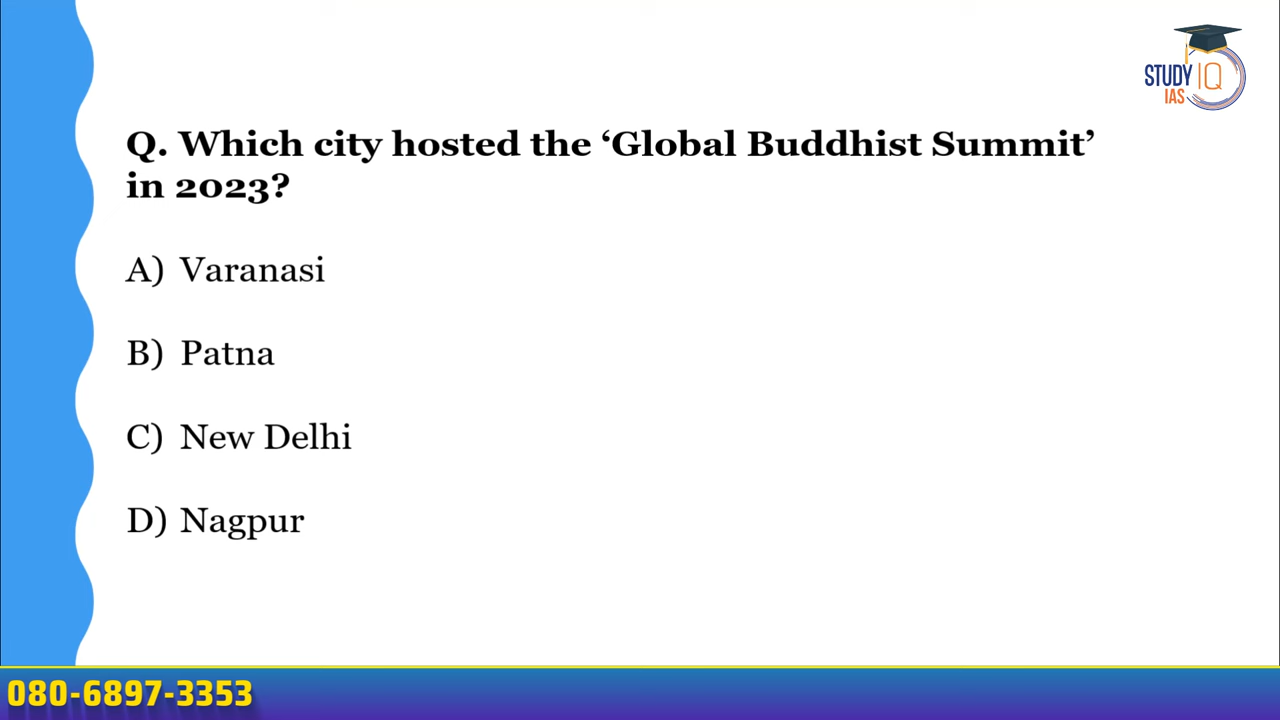 STUDY IQ
IAS
Q. Which city hosted the ‘Global Buddhist Summit’
in 2023?
A) Varanasi
B) Patna
C) New Delhi
D) Nagpur
080-6897-3353